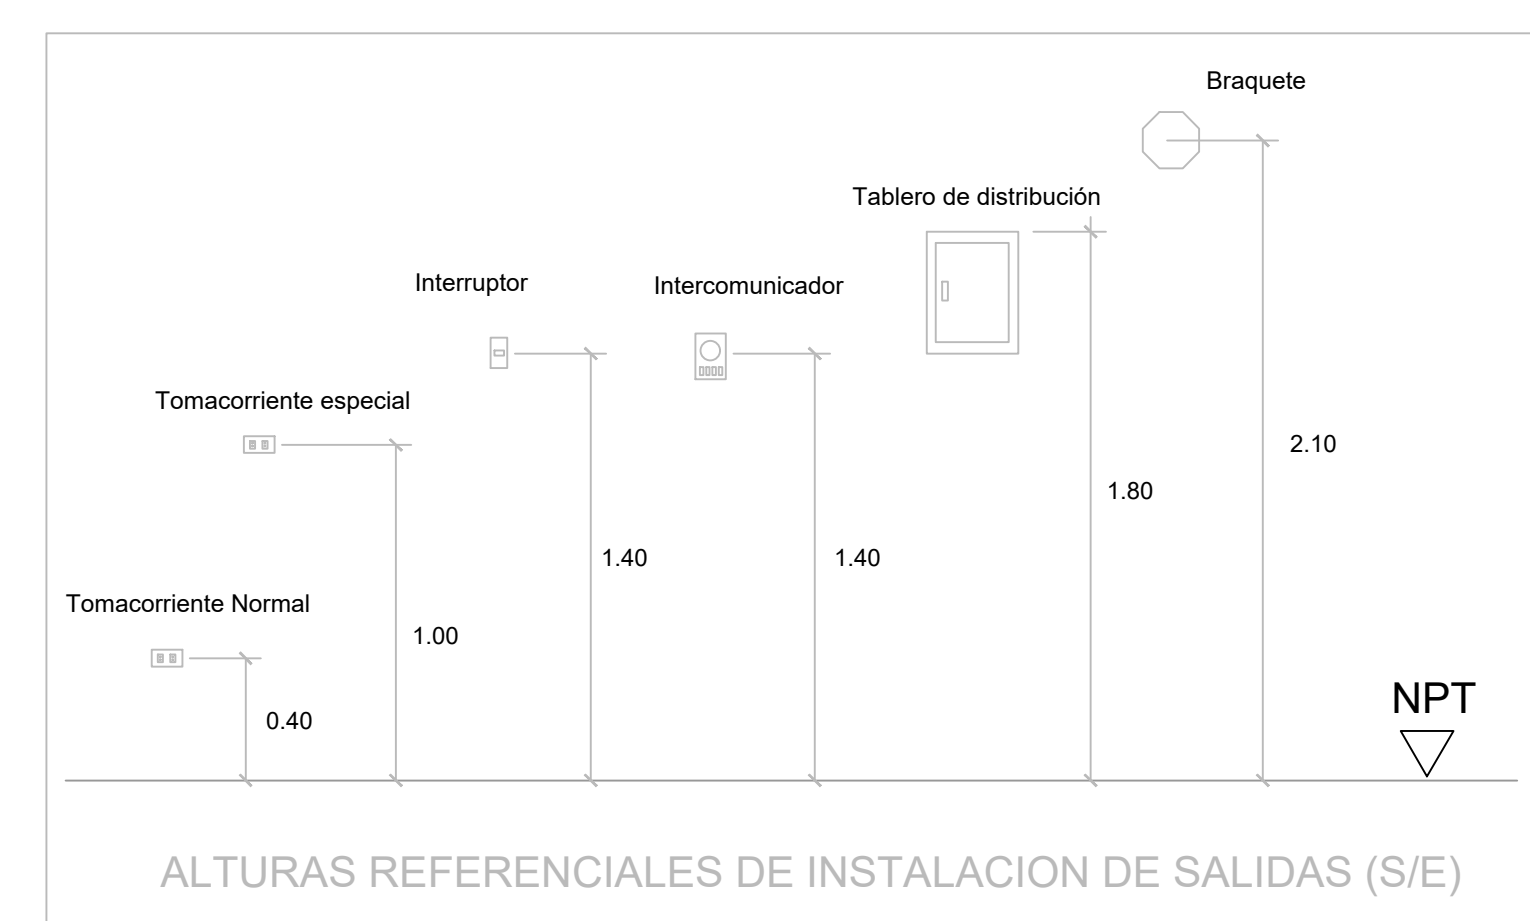 Braquete
Tablero de distribución
Interruptor
Intercomunicador
Tomacorriente especial
2.10
1.80
1.40
1.40
Tomacorriente Normal
1.00
NPT
0.40
ALTURAS REFERENCIALES DE INSTALACION DE SALIDAS (S/E)